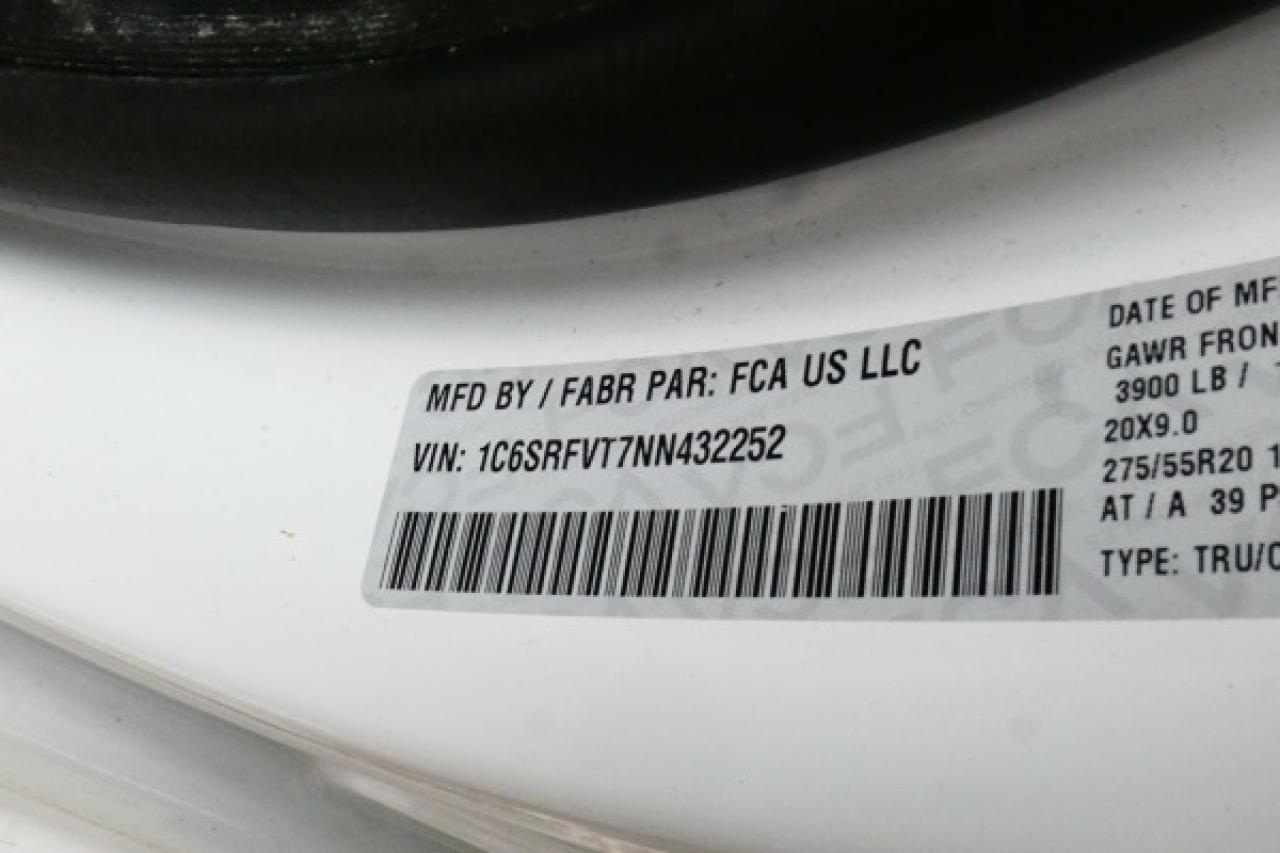 MFD BY / FABR PAR: FCA US LLC
VIN: 1C6SRFVT7NN432252
DATE OF MF
GAWR FRON
3900 LB /
20X9.0
275/55R20 1
AT / A 39 P
TYPE: TRU/C